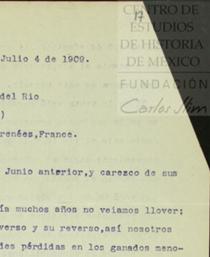 17
CENTRO DE
ESTUDIOS
DE HISTORIA
DE MÉXICO
FUNDACIÓN
Carlos Slim
Julio 4 de 1909.
del Rio
)
renées,France.
Junio anterior,y carezco de sus
ía muchos años no veiamos llover;
verso y su reverso,así nosotros
des pérdidas en los ganados meno-